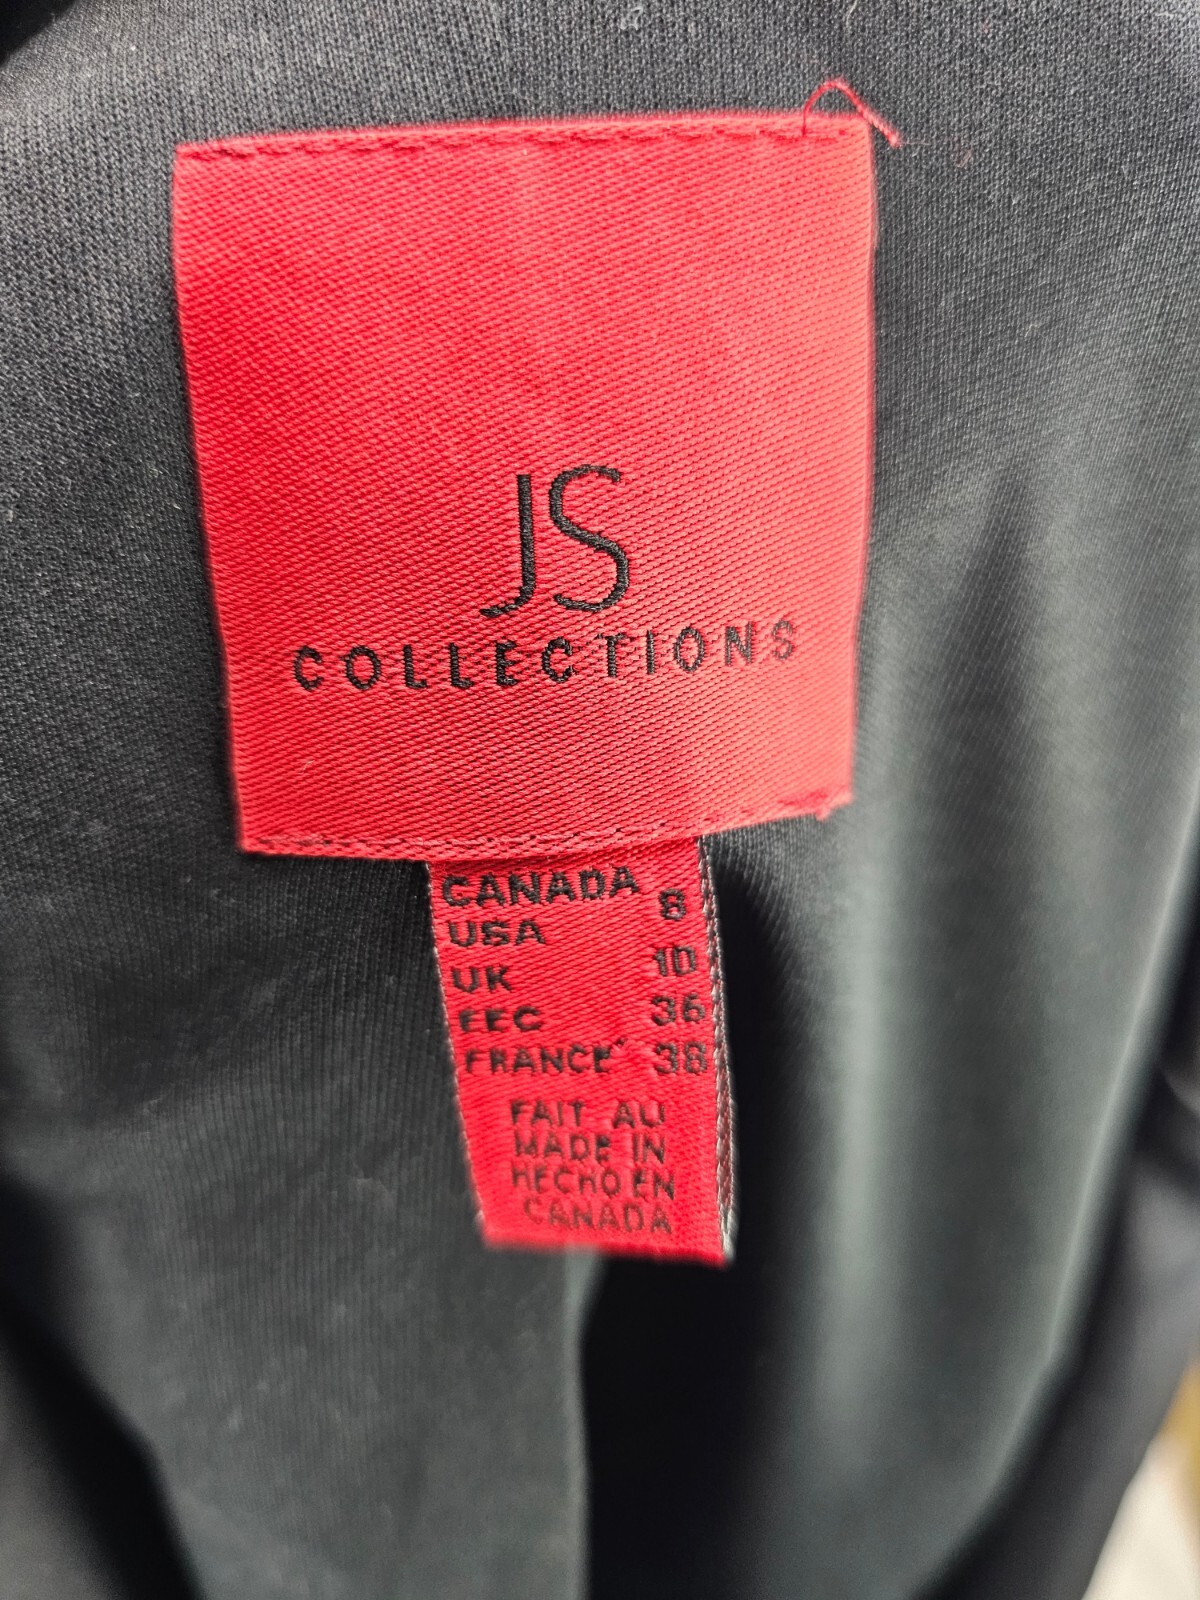 JS
COLLECTIONS
CANADA 8
USA
UK 10
EEC 36
FRANCE 38
FAIT AU
MADE IN
HECHO EN
CANADA